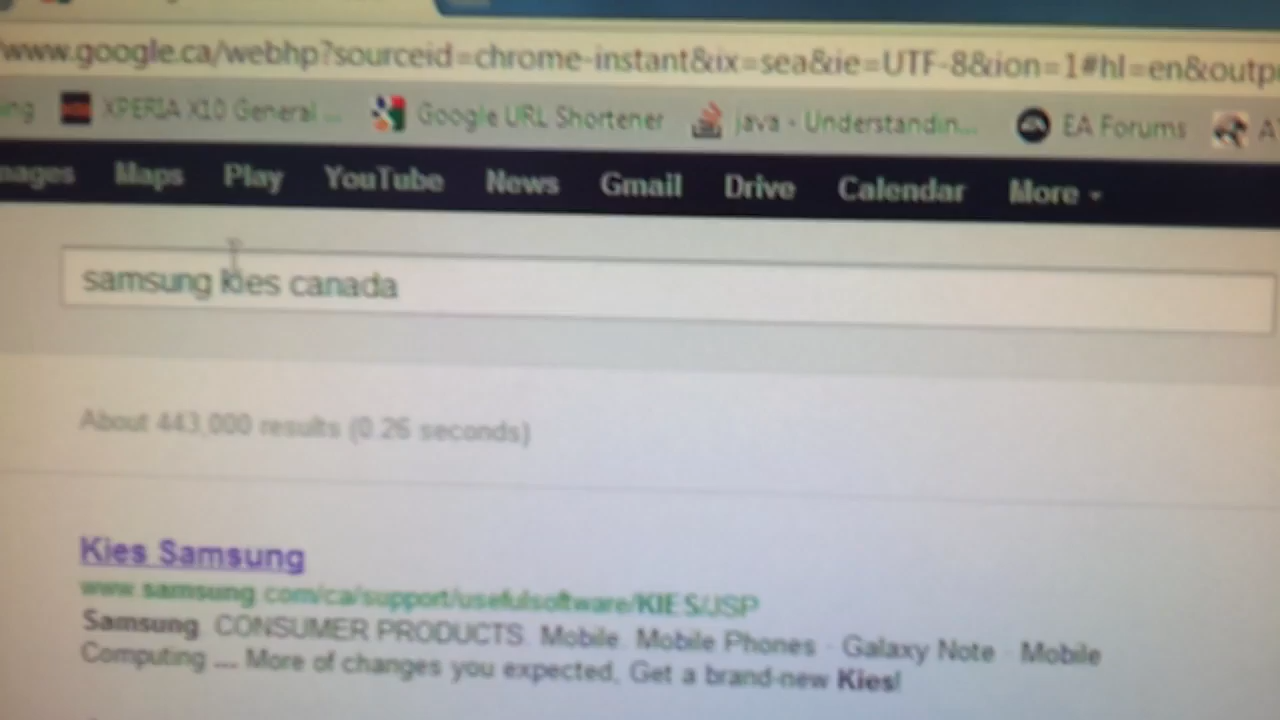 www.google.ca/webhp?sourceid=chrome-instant&ix=sea&ie=UTF-8&ion=1#hl=en&outp
ing XPERIA X10 General ... Google URL Shortener java - Understandin... EA Forums
mages Maps Play YouTube News Gmail Drive Calendar More
samsung kies canada
About 443,000 results (0.26 seconds)
Kies Samsung
www.samsung.com/ca/support/usefulsoftware/KIES/JSP
Samsung. CONSUMER PRODUCTS. Mobile. Mobile Phones · Galaxy Note · Mobile
Computing ... More of changes you expected, Get a brand-new Kies!